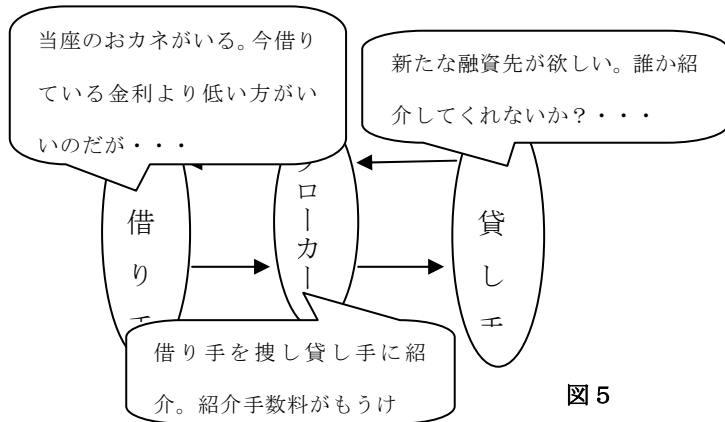 当座のおカネがいる。今借り
ている金利より低い方がい
いのだが・・・
新たな融資先が欲しい。誰か紹
介してくれないか？・・・
借り手
ブローカー
貸し手
借り手を捜し貸し手に紹
介。紹介手数料がもうけ
図５